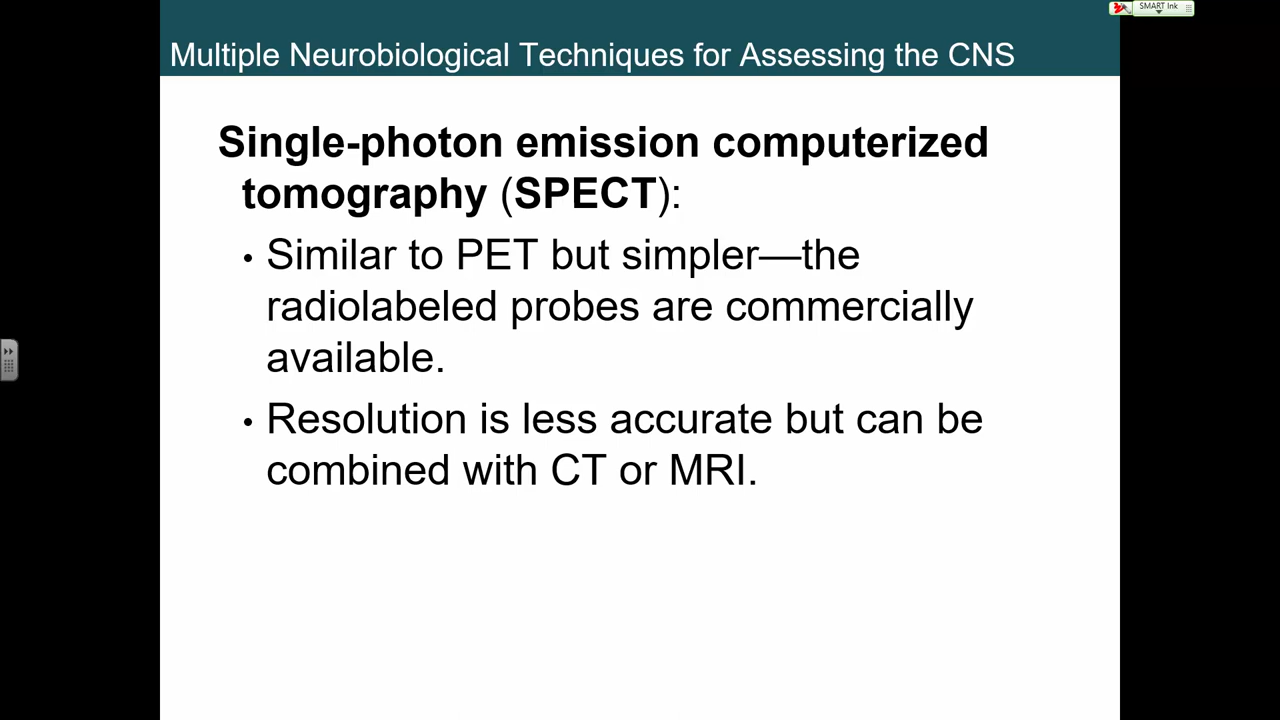 SMART Ink
Multiple Neurobiological Techniques for Assessing the CNS
Single-photon emission computerized
tomography (SPECT):
• Similar to PET but simpler—the
radiolabeled probes are commercially
available.
• Resolution is less accurate but can be
combined with CT or MRI.